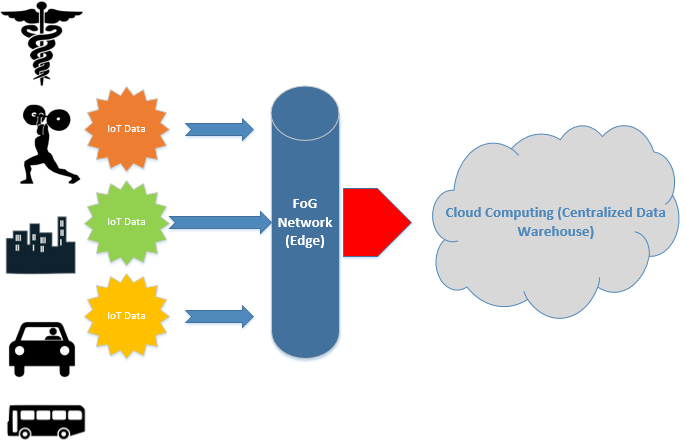 IoT Data
IoT Data
IoT Data
FoG
Network
(Edge)
Cloud Computing (Centralized Data
Warehouse)